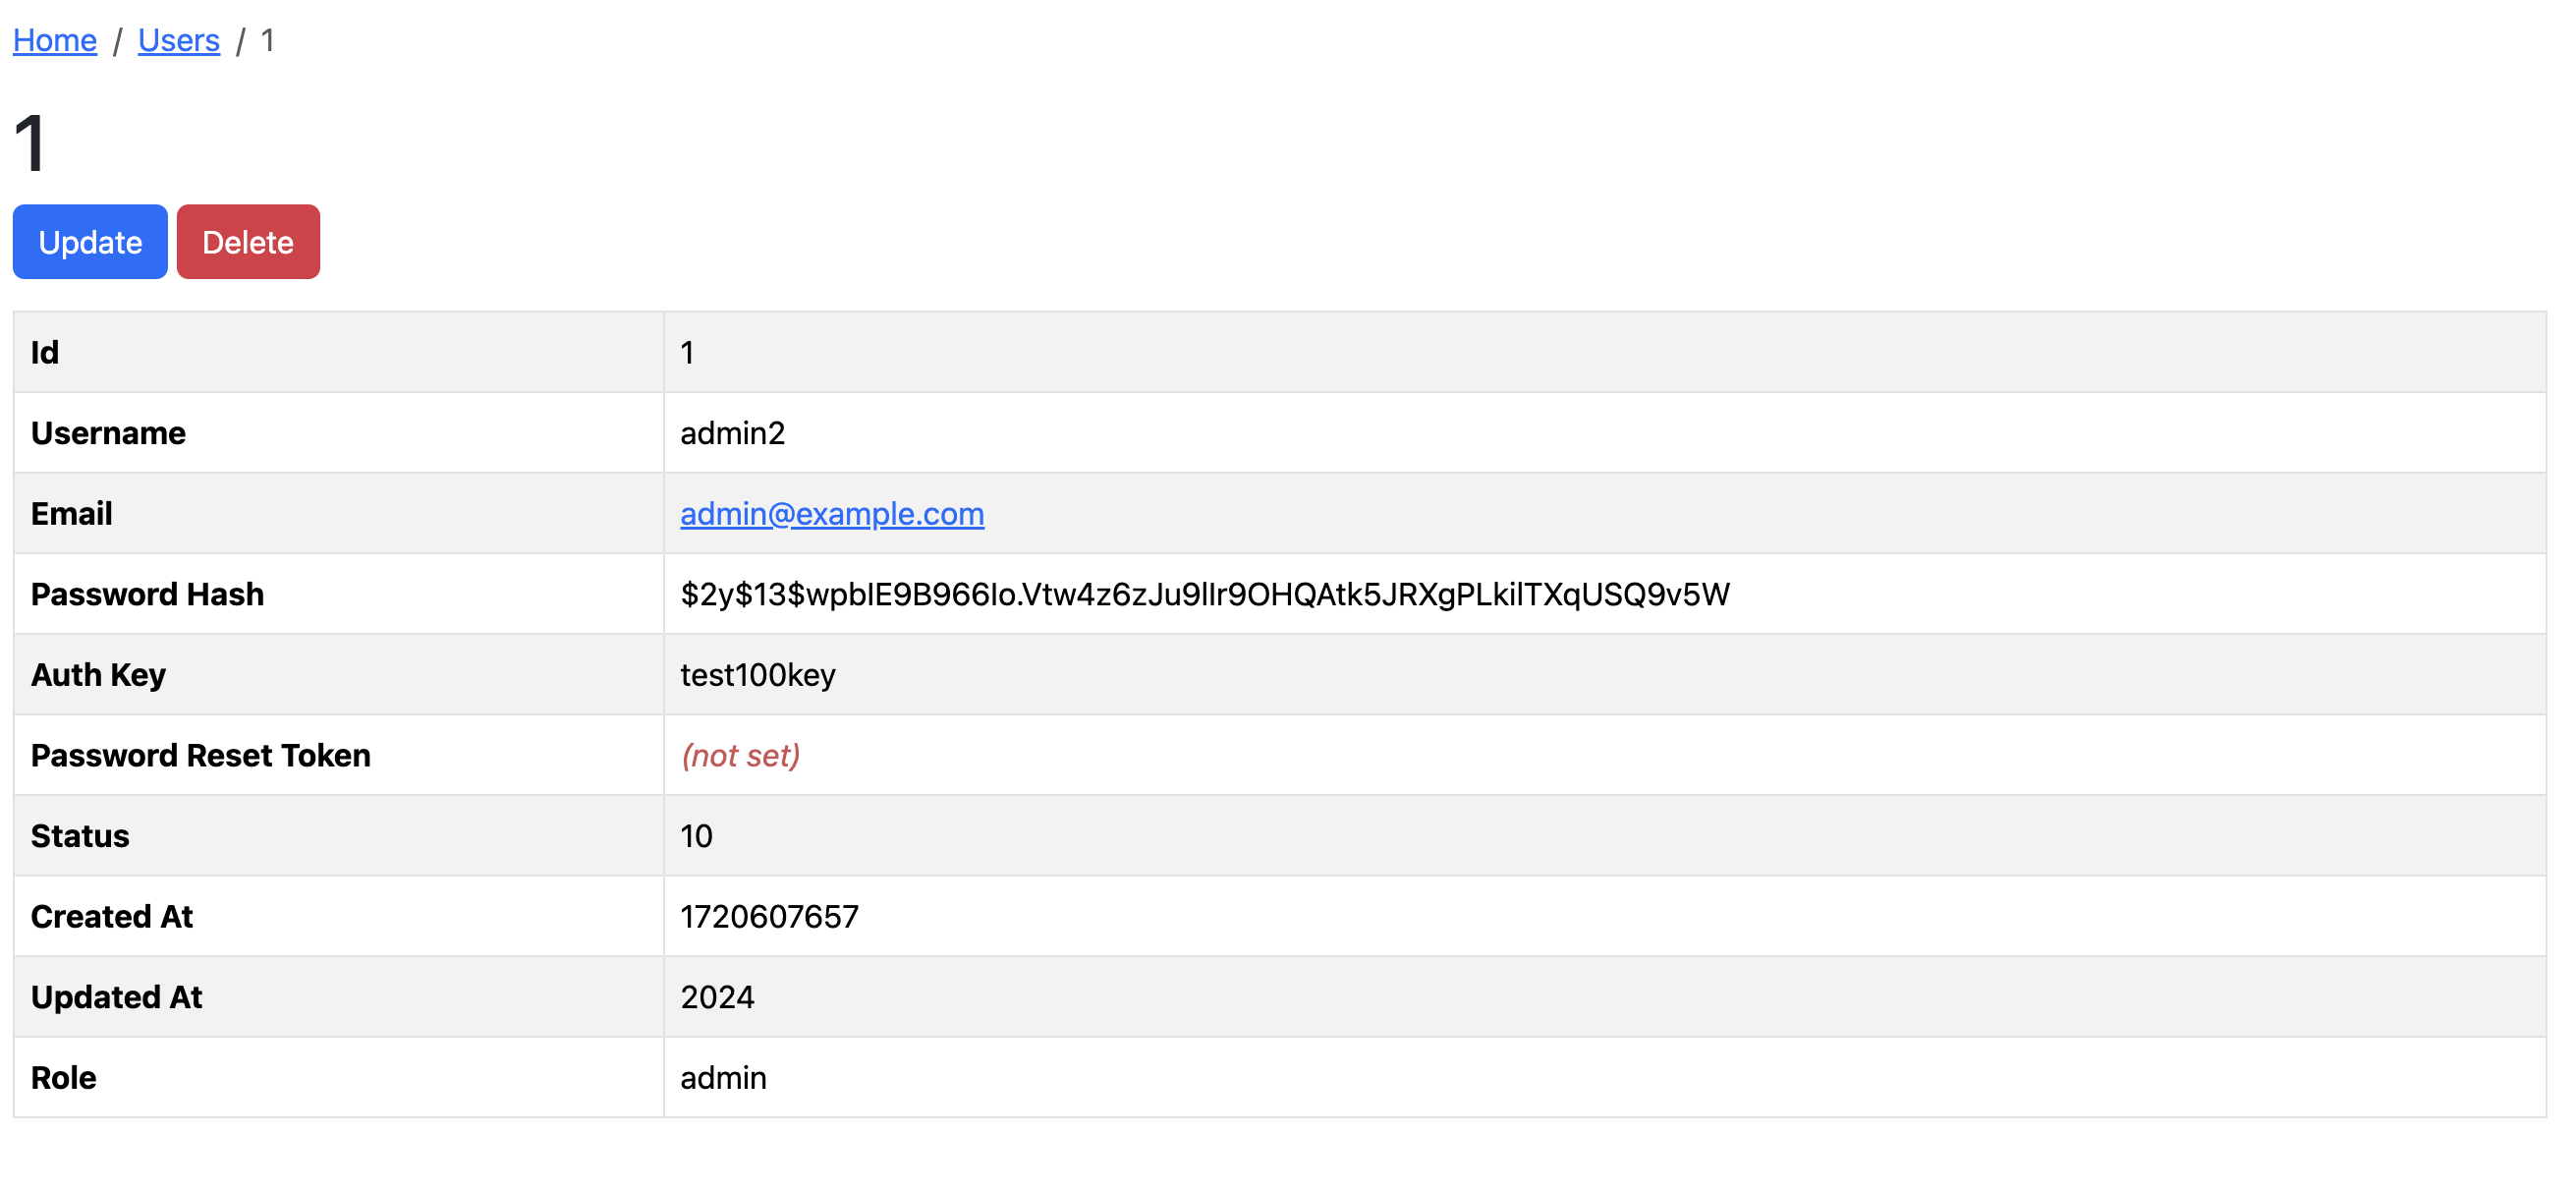 Home / Users / 1
1
Update Delete
Id 1
Username admin2
Email admin@example.com
Password Hash $2y$13$wpbIE9B966Io.Vtw4z6zJu9lIr9OHQAtk5JRXgPLkilTXqUSQ9v5W
Auth Key test100key
Password Reset Token (not set)
Status 10
Created At 1720607657
Updated At 2024
Role admin